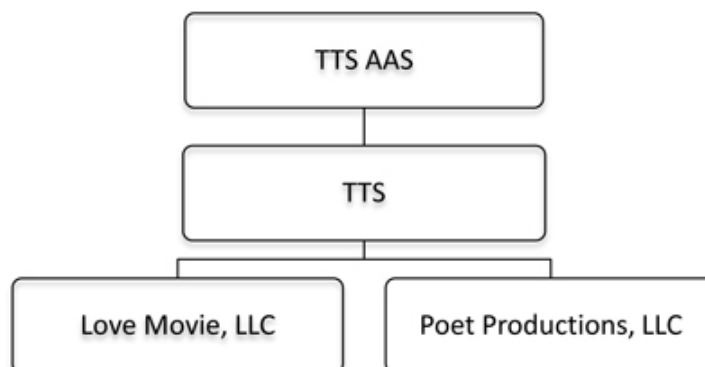 TTS AAS
TTS
Love Movie, LLC
Poet Productions, LLC